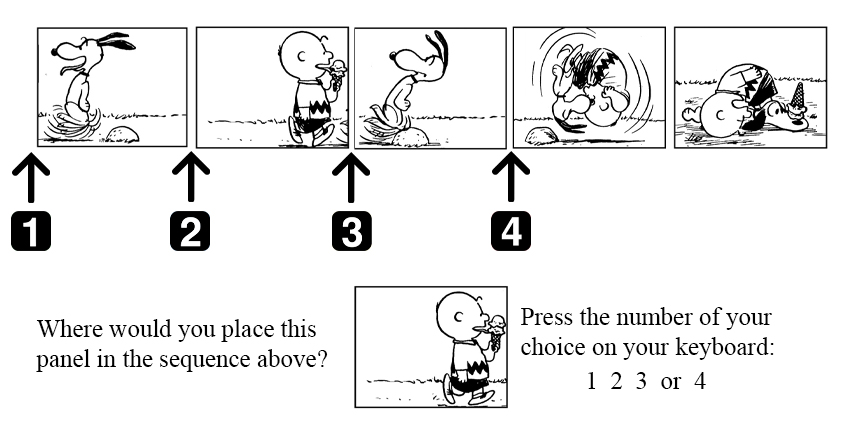 1 2 3 4
Where would you place this
panel in the sequence above?
Press the number of your
choice on your keyboard:
1 2 3 or 4